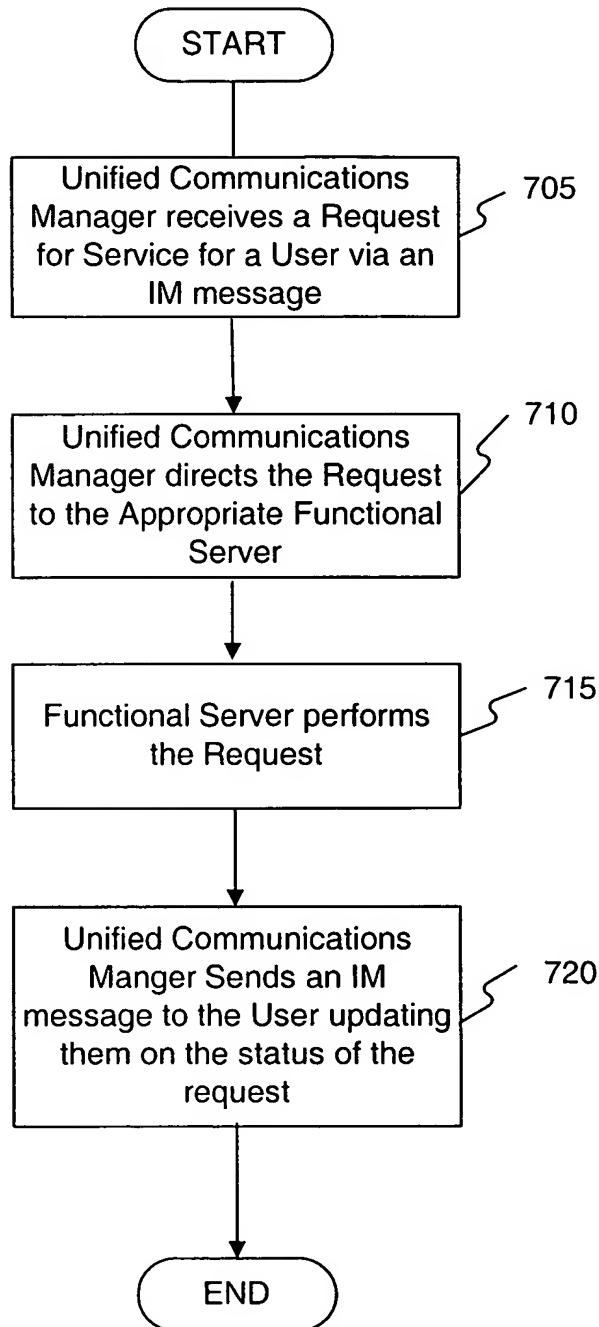 START
Unified Communications
Manager receives a Request
for Service for a User via an
IM message
705
Unified Communications
Manager directs the Request
to the Appropriate Functional
Server
710
Functional Server performs
the Request
715
Unified Communications
Manger Sends an IM
message to the User updating
them on the status of the
request
720
END